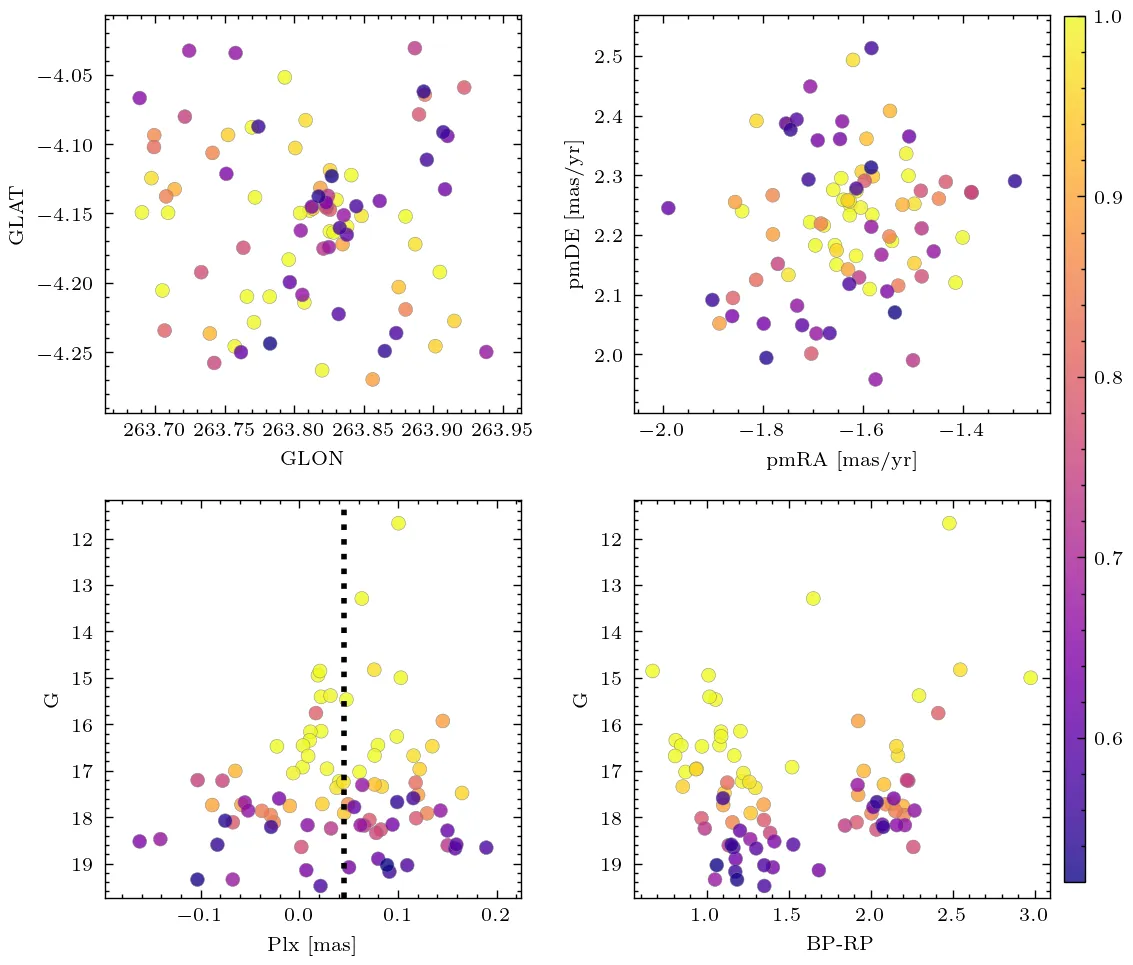 −4.05
−4.10
−4.15
−4.20
−4.25
GLAT
263.70 263.75 263.80 263.85 263.90 263.95
GLON
2.5
2.4
2.3
2.2
2.1
2.0
pmDE [mas/yr]
−2.0 −1.8 −1.6 −1.4
pmRA [mas/yr]
12
13
14
15
16
17
18
19
G
−0.1 0.0 0.1 0.2
Plx [mas]
12
13
14
15
16
17
18
19
G
1.0 1.5 2.0 2.5 3.0
BP-RP
1.0
0.9
0.8
0.7
0.6